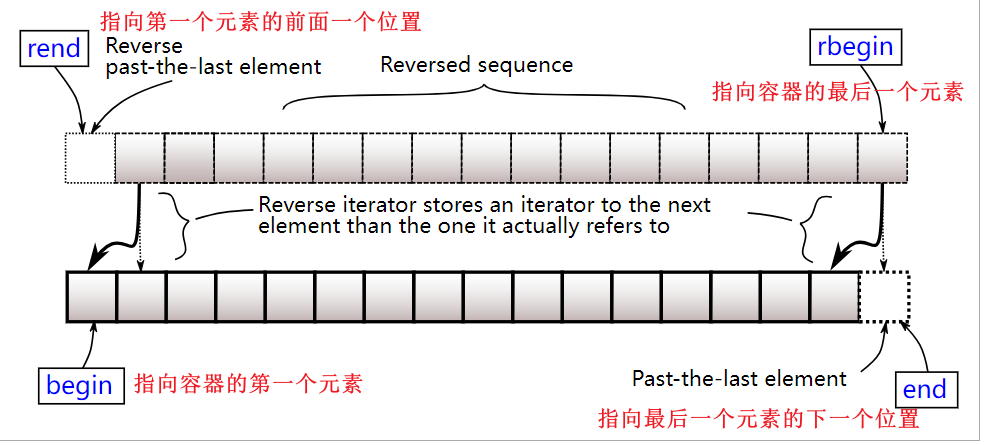 指向第一个元素的前面一个位置
rend
Reverse
past-the-last element
Reversed sequence
rbegin
指向容器的最后一个元素
Reverse iterator stores an iterator to the next
element than the one it actually refers to
begin
指向容器的第一个元素
Past-the-last element
end
指向最后一个元素的下一个位置